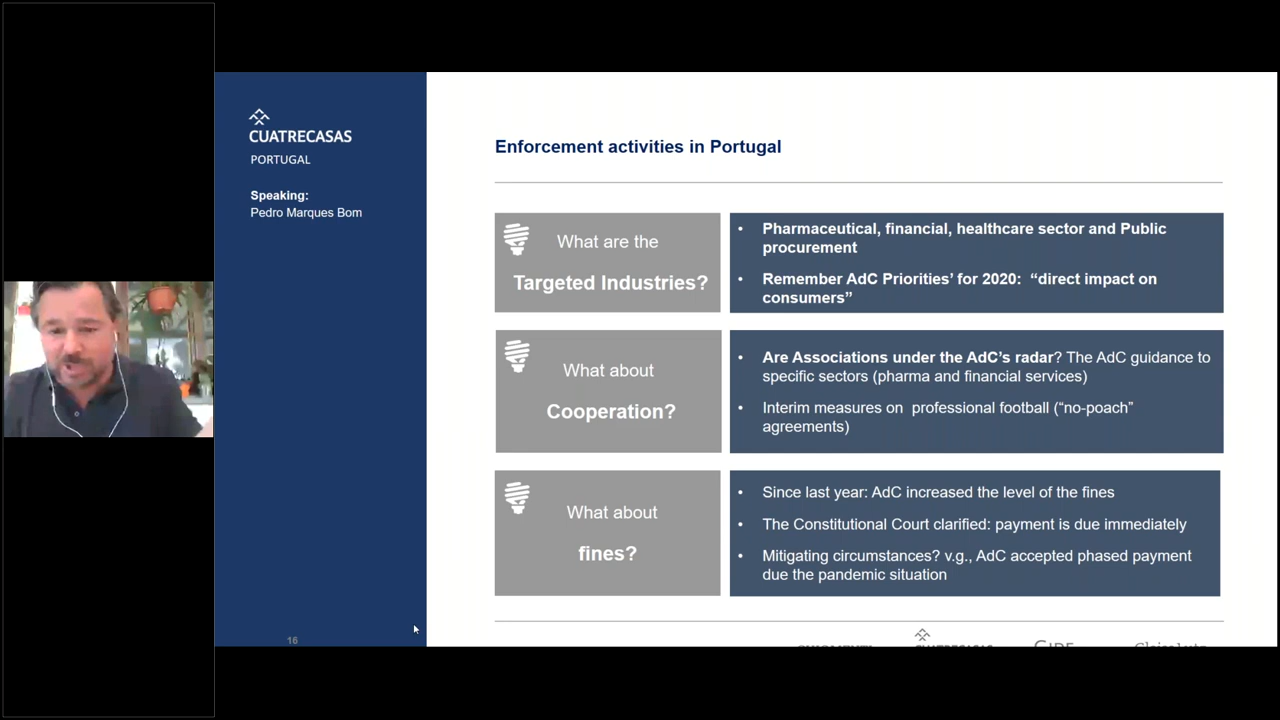 CUATRECASAS
PORTUGAL
Speaking:
Pedro Marques Bom
16
Enforcement activities in Portugal
What are the
Targeted Industries?
• Pharmaceutical, financial, healthcare sector and Public
procurement
• Remember AdC Priorities’ for 2020: “direct impact on
consumers”
What about
Cooperation?
• Are Associations under the AdC’s radar? The AdC guidance to
specific sectors (pharma and financial services)
• Interim measures on professional football (“no-poach”
agreements)
What about
fines?
• Since last year: AdC increased the level of the fines
• The Constitutional Court clarified: payment is due immediately
• Mitigating circumstances? v.g., AdC accepted phased payment
due the pandemic situation
CUATRECASAS